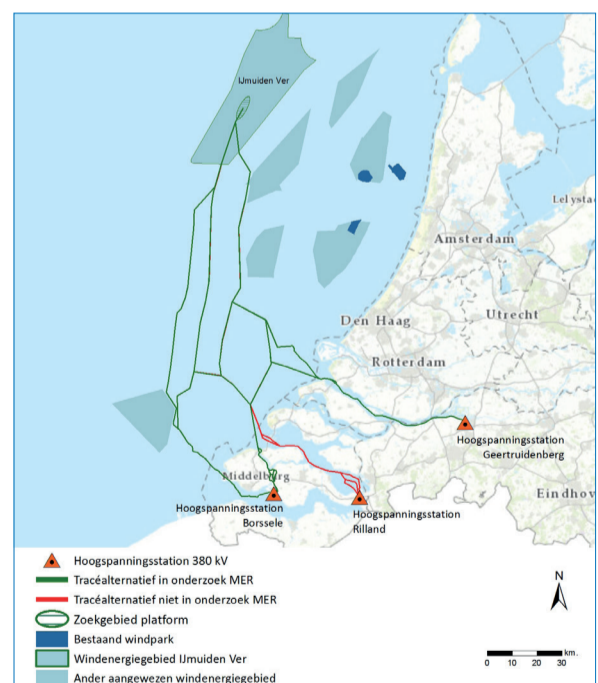 IJmuiden Ver
Lelysta
Amsterdam
Utrecht
Den Haag
Rotterdam
Hoogspanningsstation
Geertruidenberg
Middelburg
Eindhov
Hoogspanningsstation
Borssele
Hoogspanningsstation
Rilland
Hoogspanningsstation 380 kV
Tracéalternatief in onderzoek MER
Tracéalternatief niet in onderzoek MER
Zoekgebied platform
Bestaand windpark
Windenergiegebied IJmuiden Ver
Ander aangewezen windenergiegebied
N
km.
0 10 20 30